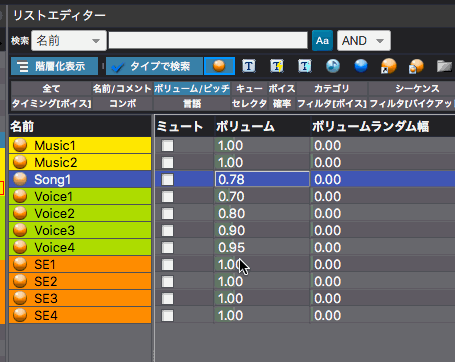 リストエディター
検索 名前 Aa AND
階層化表示 タイプで検索 T T T
全て 名前/コメント ボリューム/ピッチ キュー ボイス カテゴリ シーケンス
タイミング[ボイス] コンボ 言語 セレクタ 確率 フィルタ[ボイス] フィルタ[バイクアッ
名前 ミュート ボリューム ボリュームランダム幅
Music1 1.00 0.00
Music2 1.00 0.00
Song1 0.78 0.00
Voice1 0.70 0.00
Voice2 0.80 0.00
Voice3 0.90 0.00
Voice4 0.95 0.00
SE1 1.00 0.00
SE2 1.00 0.00
SE3 1.00 0.00
SE4 1.00 0.00